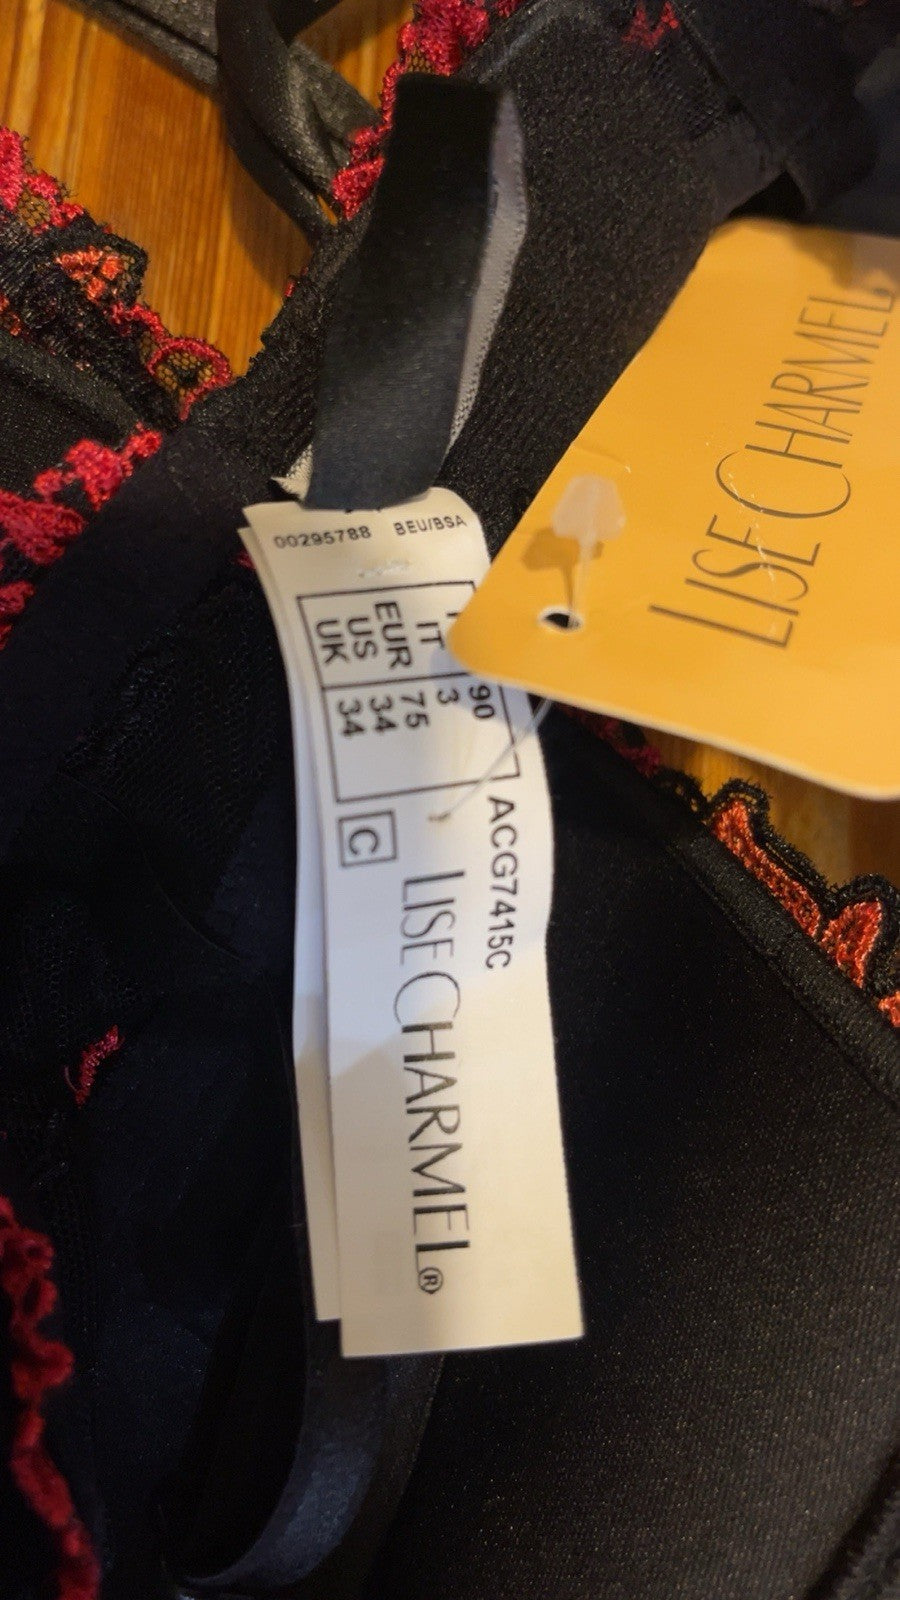 00295788 BEU/BSA
90
IT 3
EUR 75
US 34
UK 34
C
ACG7415C
LISE CHARMEL®
LISE CHARMEL